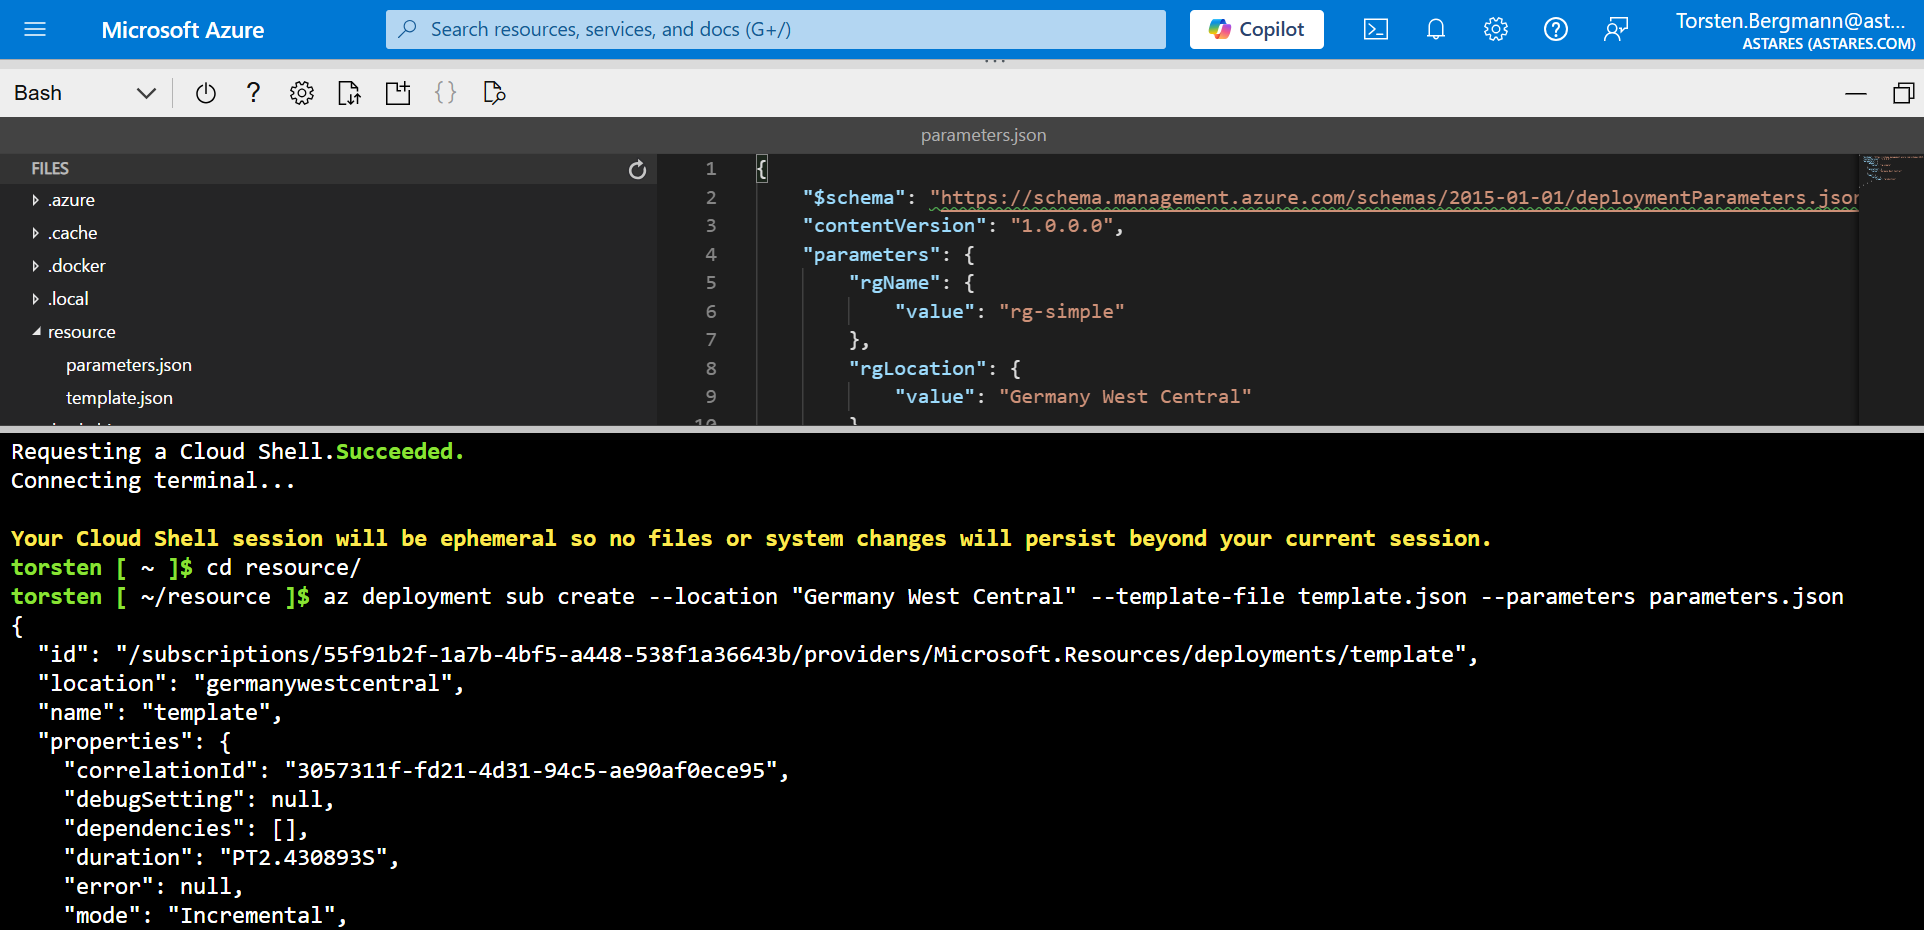 Microsoft Azure
Search resources, services, and docs (G+/)
Copilot
Torsten.Bergmann@ast...
ASTARES (ASTARES.COM)
Bash
parameters.json
FILES
.azure
.cache
.docker
.local
resource
parameters.json
template.json
1 {
2 "$schema": "https://schema.management.azure.com/schemas/2015-01-01/deploymentParameters.json
3 "contentVersion": "1.0.0.0",
4 "parameters": {
5 "rgName": {
6 "value": "rg-simple"
7 },
8 "rgLocation": {
9 "value": "Germany West Central"
10 }
Requesting a Cloud Shell.Succeeded.
Connecting terminal...
Your Cloud Shell session will be ephemeral so no files or system changes will persist beyond your current session.
torsten [ ~ ]$ cd resource/
torsten [ ~/resource ]$ az deployment sub create --location "Germany West Central" --template-file template.json --parameters parameters.json
{
"id": "/subscriptions/55f91b2f-1a7b-4bf5-a448-538f1a36643b/providers/Microsoft.Resources/deployments/template",
"location": "germanywestcentral",
"name": "template",
"properties": {
"correlationId": "3057311f-fd21-4d31-94c5-ae90af0ece95",
"debugSetting": null,
"dependencies": [],
"duration": "PT2.430893S",
"error": null,
"mode": "Incremental",